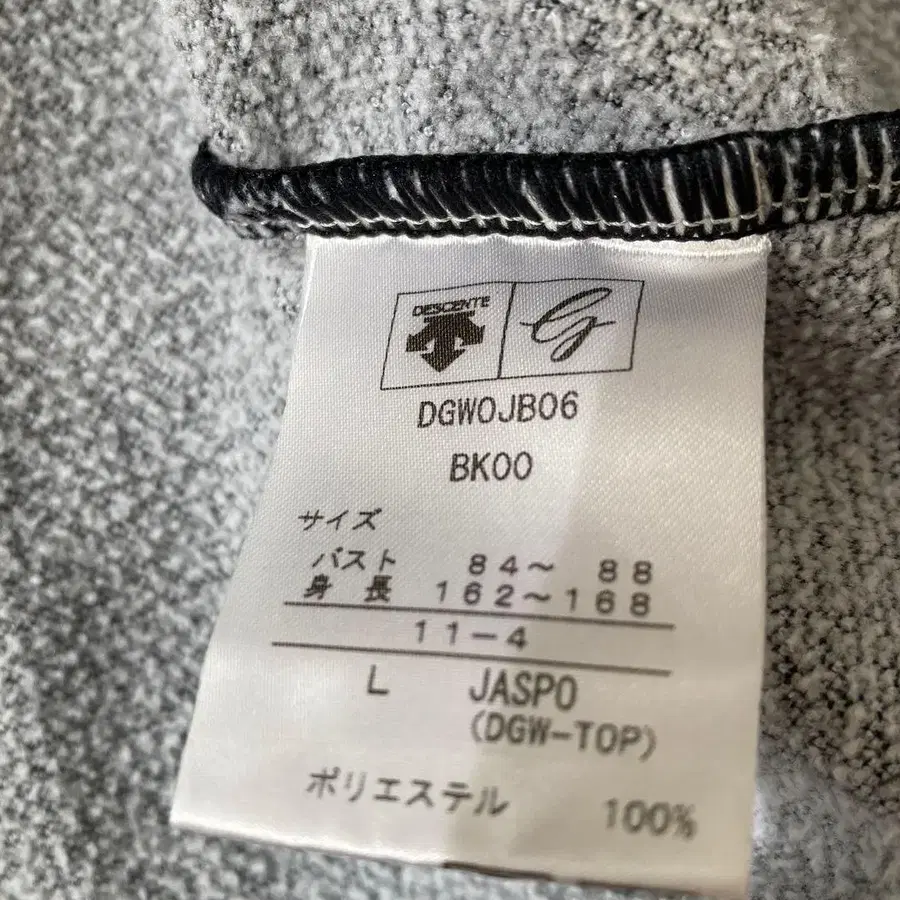 DESCENTE
G
DGW0JB06
BK00
サイズ
バスト 84~ 88
身 長 162~168
11-4
L JASPO
(DGW-TOP)
ポリエステル 100%